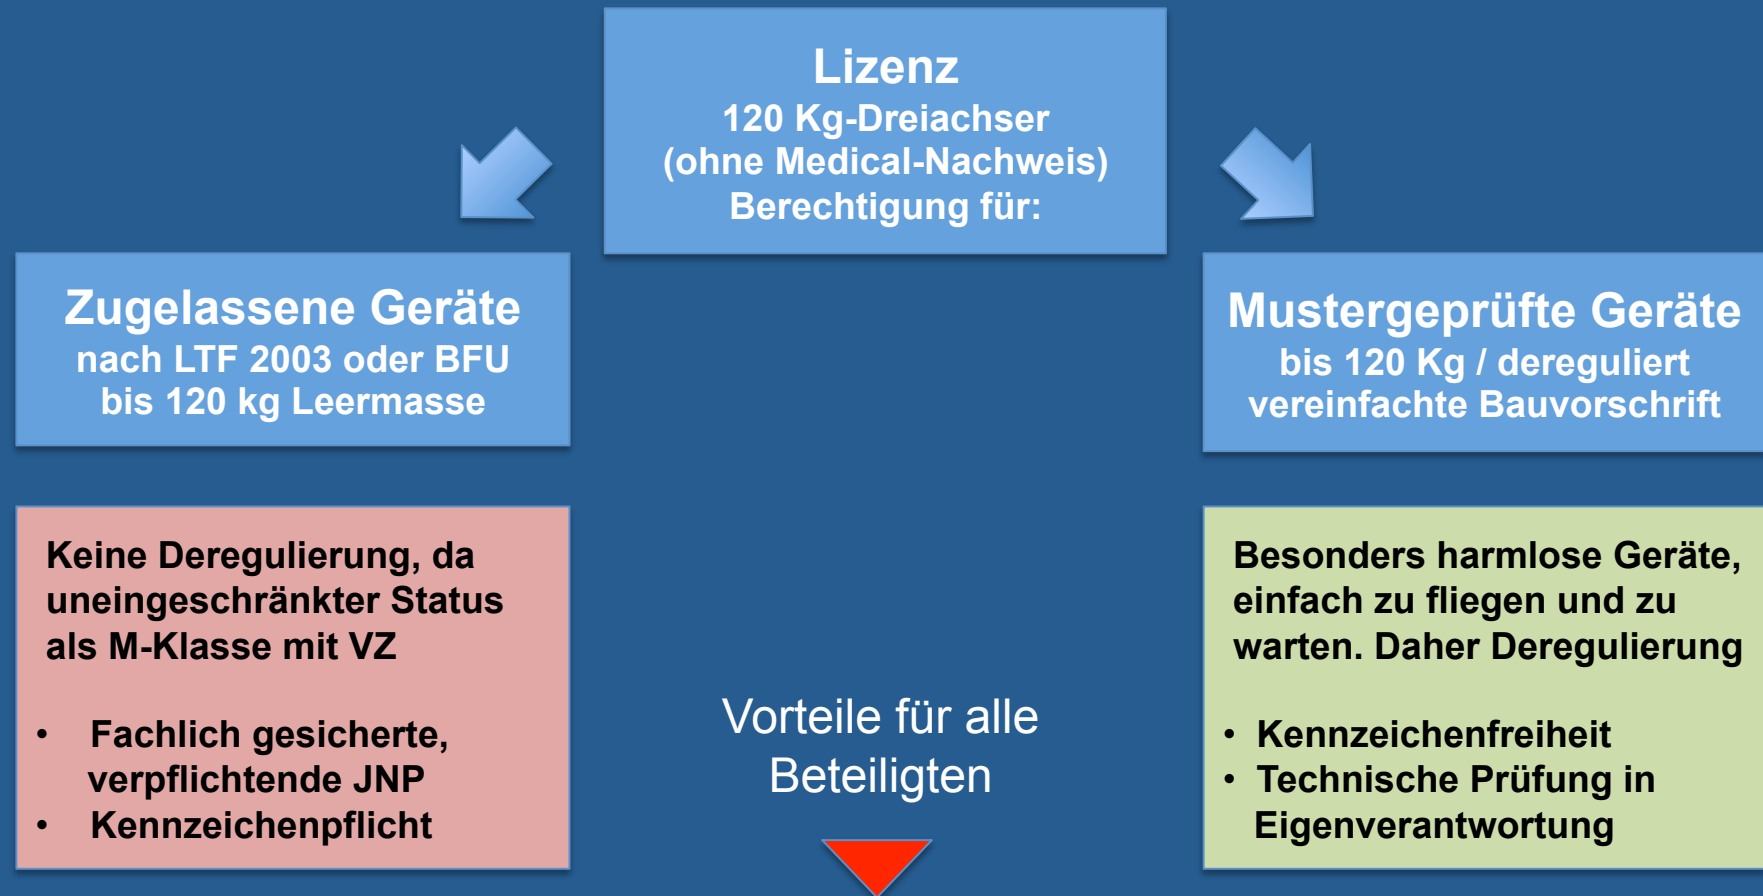 Lizenz
120 Kg-Dreiachser
(ohne Medical-Nachweis)
Berechtigung für:
Zugelassene Geräte
nach LTF 2003 oder BFU
bis 120 kg Leermasse
Mustergeprüfte Geräte
bis 120 Kg / dereguliert
vereinfachte Bauvorschrift
Keine Deregulierung, da
uneingeschränkter Status
als M-Klasse mit VZ
• Fachlich gesicherte,
verpflichtende JNP
• Kennzeichenpflicht
Vorteile für alle
Beteiligten
Besonders harmlose Geräte,
einfach zu fliegen und zu
warten. Daher Deregulierung
• Kennzeichenfreiheit
• Technische Prüfung in
Eigenverantwortung